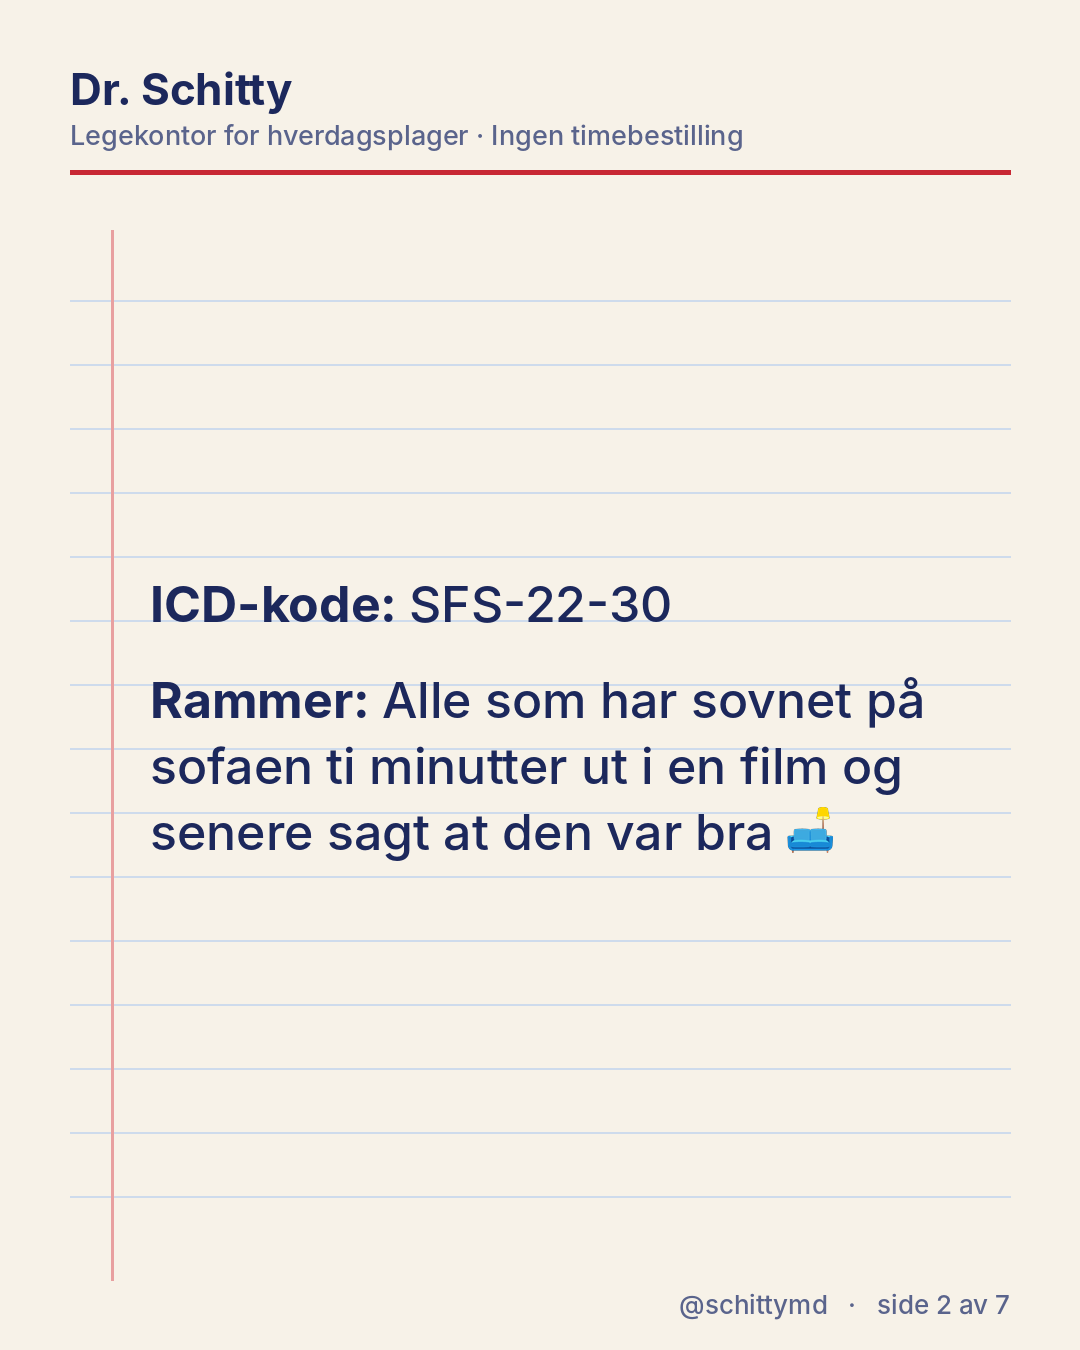 Dr. Schitty
Legekontor for hverdagsplager · Ingen timebestilling
ICD-kode: SFS-22-30
Rammer: Alle som har sovnet på
sofaen ti minutter ut i en film og
senere sagt at den var bra 🛋️
@schittymd · side 2 av 7